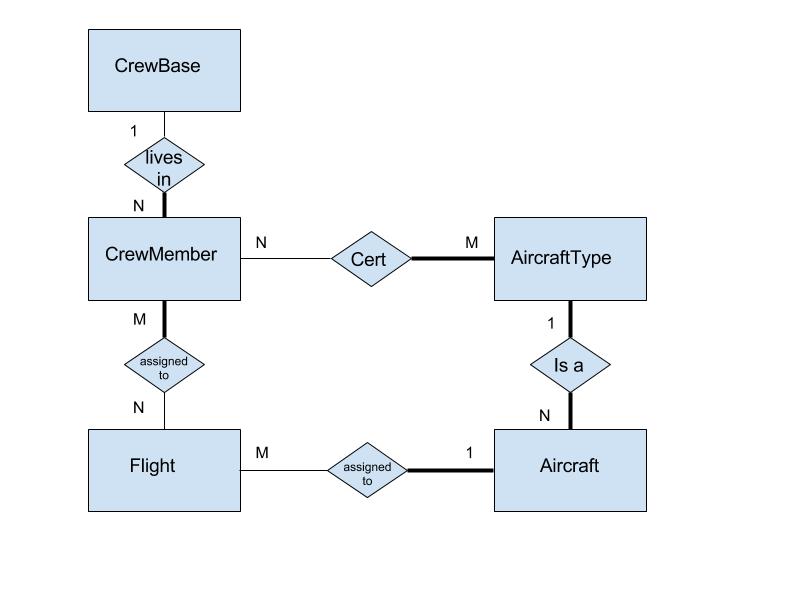 CrewBase
1
lives
in
N
CrewMember
N
Cert
M
AircraftType
M
1
assigned
to
Is a
N
N
Flight
M
assigned
to
1
Aircraft